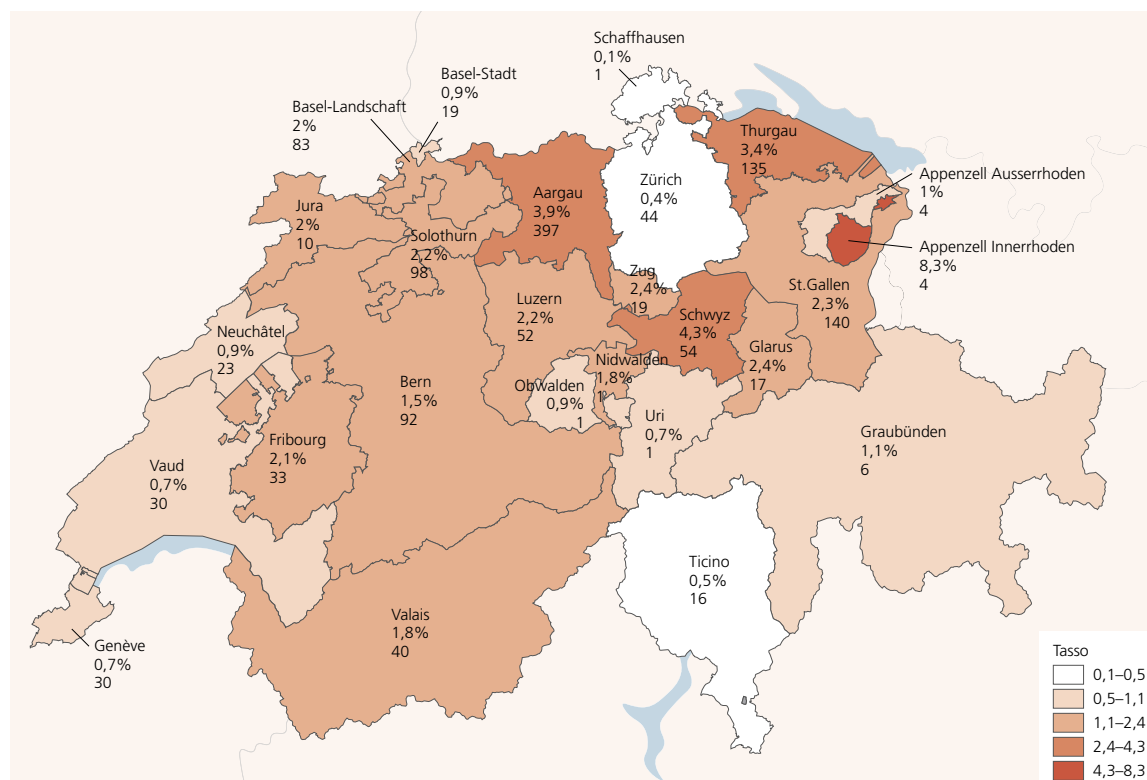 Schaffhausen
0,1%
1
Basel-Stadt
0,9%
19
Basel-Landschaft
2%
83
Thurgau
3,4%
135
Appenzell Ausserrhoden
1%
4
Aargau
3,9%
397
Zürich
0,4%
44
Jura
2%
10
Solothurn
2,2%
98
Appenzell Innerrhoden
8,3%
4
Zug
2,4%
19
St.Gallen
2,3%
140
Luzern
2,2%
52
Schwyz
4,3%
54
Neuchâtel
0,9%
23
Glarus
2,4%
17
Nidwalden
1,8%
1
Bern
1,5%
92
Obwalden
0,9%
1
Uri
0,7%
1
Graubünden
1,1%
6
Fribourg
2,1%
33
Vaud
0,7%
30
Ticino
0,5%
16
Valais
1,8%
40
Genève
0,7%
30
Tasso
0,1–0,5
0,5–1,1
1,1–2,4
2,4–4,3
4,3–8,3